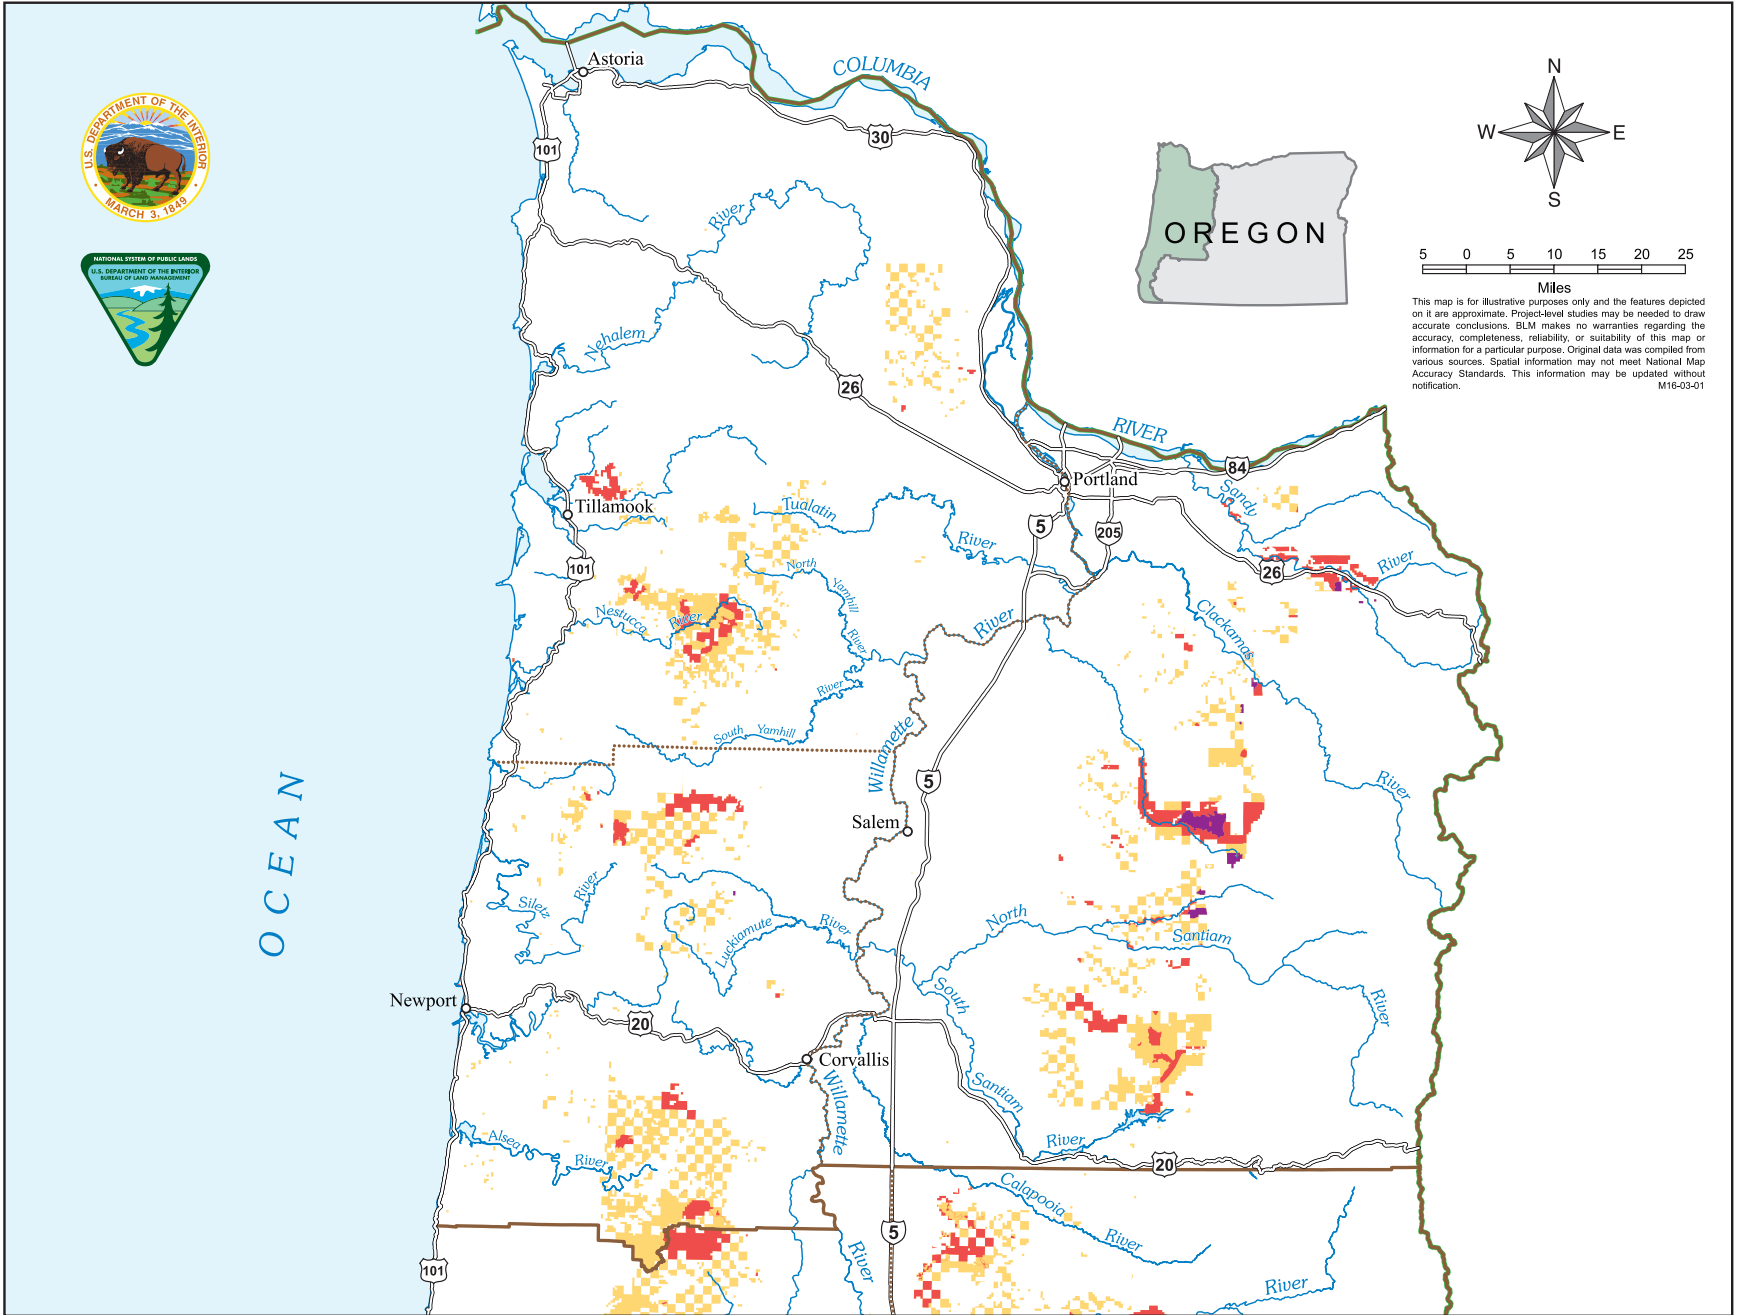 Astoria
COLUMBIA
N
W
E
S
U.S. DEPARTMENT OF THE INTERIOR
MARCH 3, 1849
101
30
River
OREGON
NATIONAL SYSTEM OF PUBLIC LANDS
U.S. DEPARTMENT OF THE INTERIOR
BUREAU OF LAND MANAGEMENT
5 0 5 10 15 20 25
Miles
This map is for illustrative purposes only and the features depicted
on it are approximate. Project-level studies may be needed to draw
accurate conclusions. BLM makes no warranties regarding the
accuracy, completeness, reliability, or suitability of this map or
information for a particular purpose. Original data was compiled from
various sources. Spatial information may not meet National Map
Accuracy Standards. This information may be updated without
notification.
M16-03-01
Nehalem
26
RIVER
84
Portland
Sandy
Tillamook
Tualatin
5
205
River
101
North
Yamhill
River
26
River
Nestucca
River
River
Clackamas
River
South Yamhill
Willamette
OCEAN
5
River
Salem
Siletz
River
Luckiamute
River
North
Santiam
Newport
South
River
20
Corvallis
Santiam
Willamette
Alsea
River
River
20
Calapooia
River
5
River
101
River